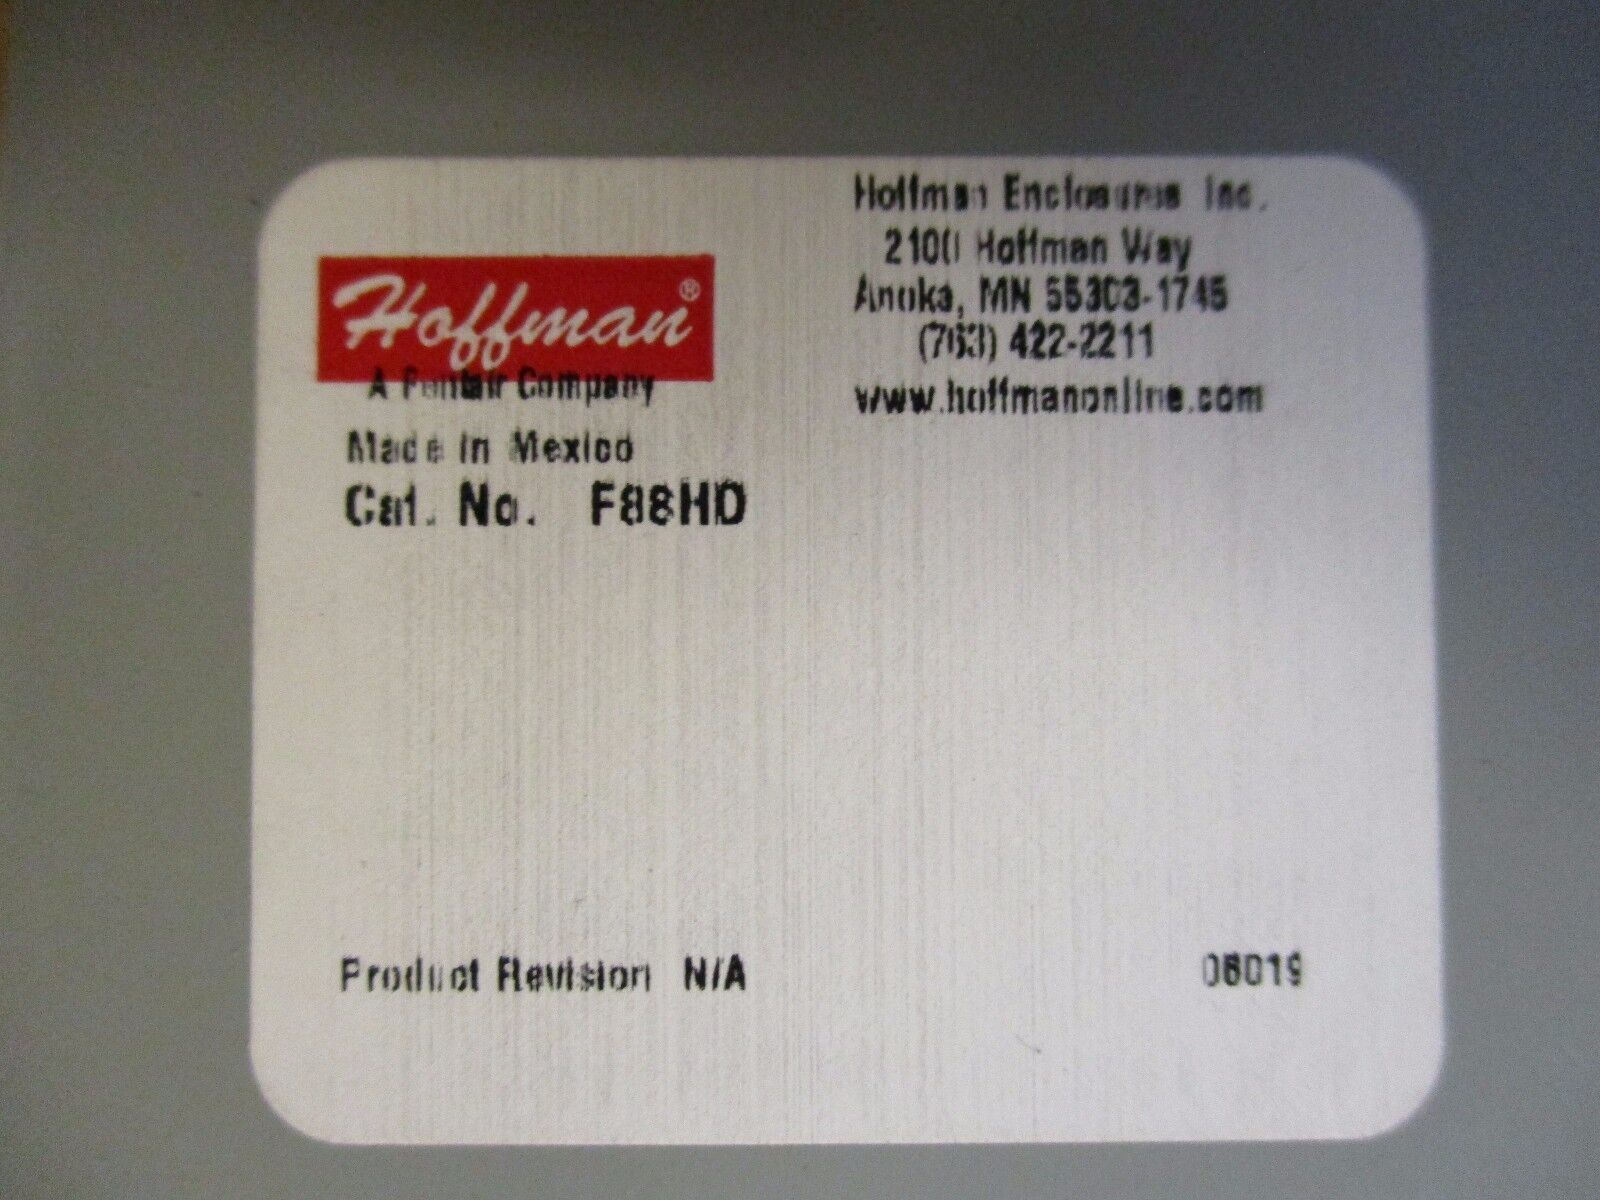 Hoffman®
A Pentair Company
Made in Mexico
Cat. No. F88HD
Hoffman Enclosures Inc.
2100 Hoffman Way
Anoka, MN 55303-1745
(763) 422-2211
www.hoffmanonline.com
Product Revision N/A
06019